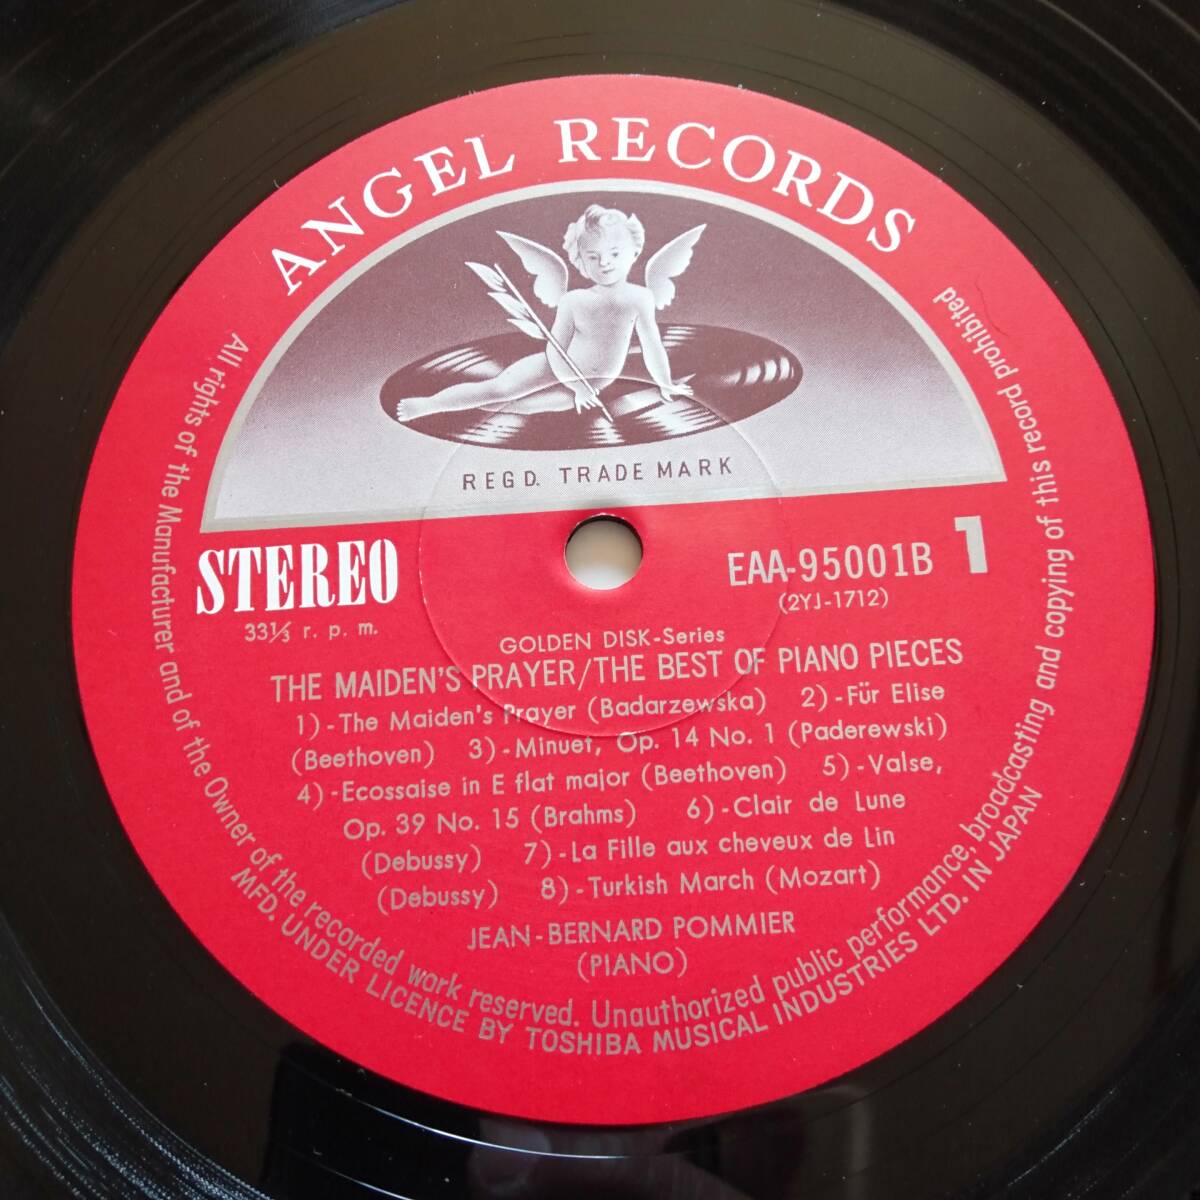 ANGEL RECORDS
REGD. TRADE MARK
STEREO
33⅓ r. p. m.
EAA-95001B 1
(2YJ-1712)
GOLDEN DISK-Series
THE MAIDEN'S PRAYER/THE BEST OF PIANO PIECES
1)-The Maiden's Prayer (Badarzewska) 2)-Für Elise
(Beethoven) 3)-Minuet, Op. 14 No. 1 (Paderewski)
4)-Ecossaise in E flat major (Beethoven) 5)-Valse,
Op. 39 No. 15 (Brahms) 6)-Clair de Lune
(Debussy) 7)-La Fille aux cheveux de Lin
(Debussy) 8)-Turkish March (Mozart)
JEAN-BERNARD POMMIER
(PIANO)
All rights of the Manufacturer and of the Owner of the recorded work reserved. Unauthorized public performance, broadcasting and copying of this record prohibited
MFD. UNDER LICENCE BY TOSHIBA MUSICAL INDUSTRIES LTD. IN JAPAN